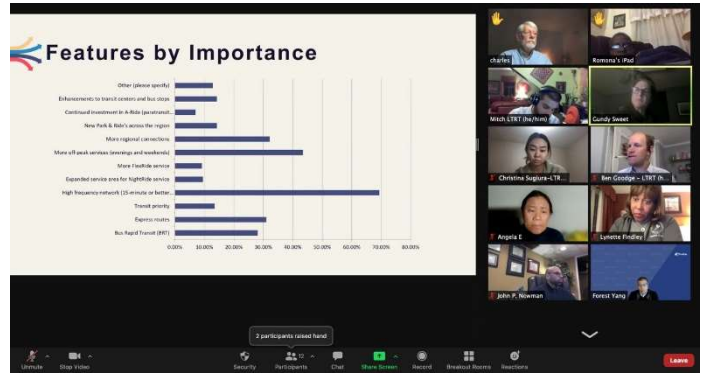 Features by Importance
Other (please specify)
Enhancements to transit centers and bus stops
Continued investment in A-Ride (paratransit...
New Park & Ride's across the region
More regional connections
More off-peak services (evenings and weekends)
More FlexRide service
Expanded service area for NightRide service
High frequency network (15-minute or better...
Transit priority
Express routes
Bus Rapid Transit (BRT)
0.00% 10.00% 20.00% 30.00% 40.00% 50.00% 60.00% 70.00% 80.00%
charles
Romona's iPad
Mitch LTRT (he/him)
Gundy Sweet
Christina Sugiura-LTR...
Ben Goodge - LTRT (h...
Angela E
Lynette Findley
John P. Newman
Forest Yang
2 participants raised hand
Unmute
Stop Video
Security
Participants
12
Chat
Share Screen
Record
Breakout Rooms
Reactions
Leave